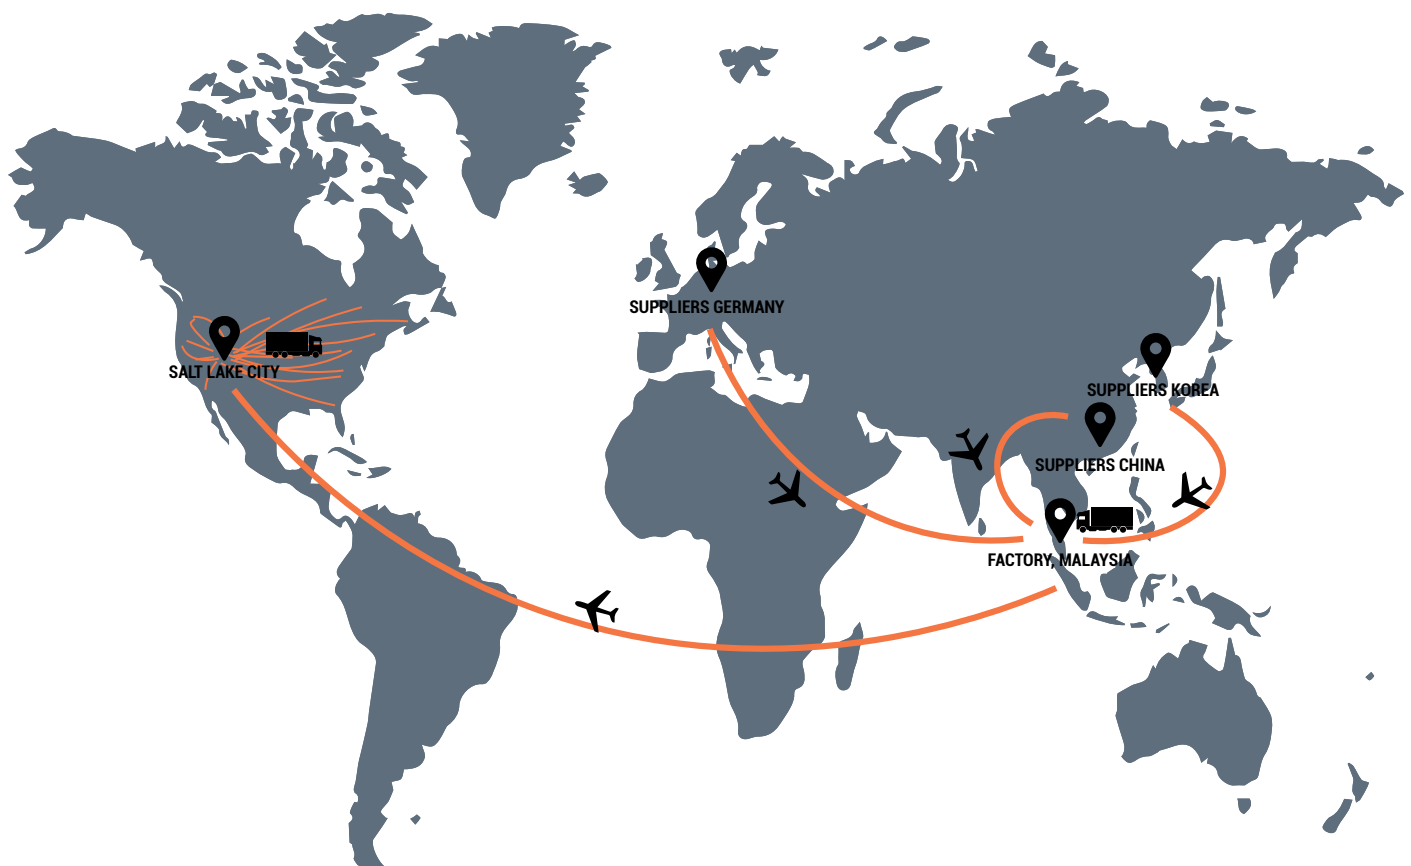 SUPPLIERS GERMANY
SALT LAKE CITY
SUPPLIERS KOREA
SUPPLIERS CHINA
FACTORY, MALAYSIA